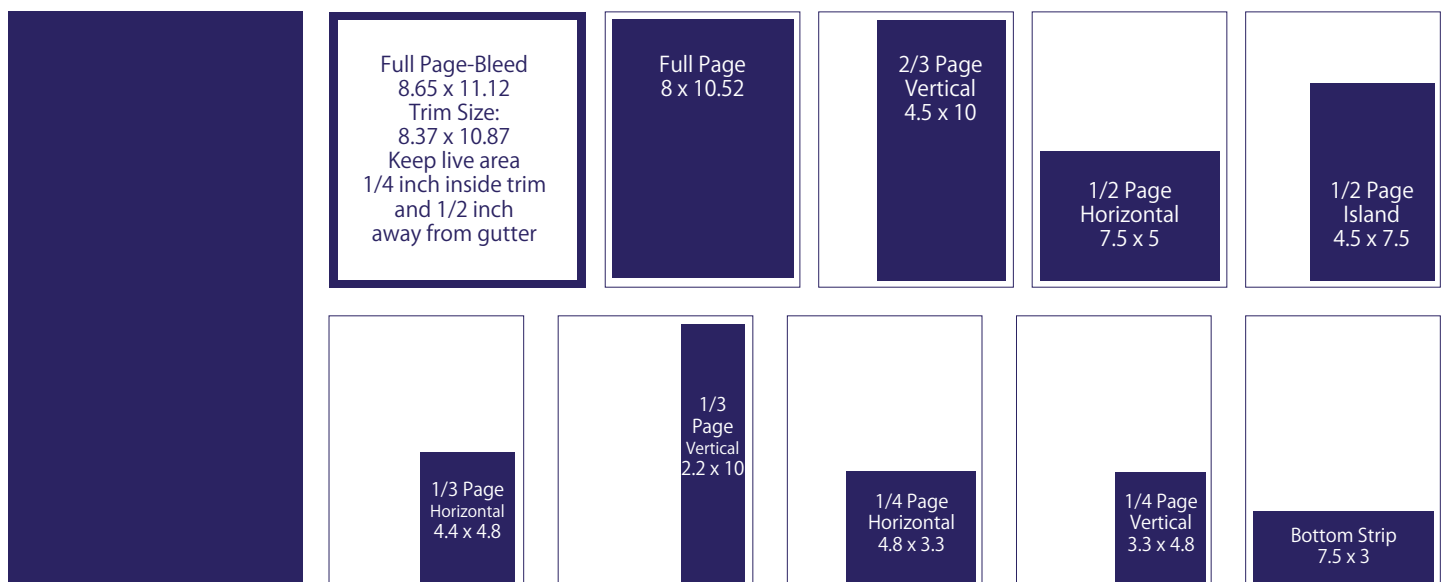 Full Page-Bleed
8.65 x 11.12
Trim Size:
8.37 x 10.87
Keep live area
1/4 inch inside trim
and 1/2 inch
away from gutter
Full Page
8 x 10.52
2/3 Page
Vertical
4.5 x 10
1/2 Page
Horizontal
7.5 x 5
1/2 Page
Island
4.5 x 7.5
1/3 Page
Horizontal
4.4 x 4.8
1/3
Page
Vertical
2.2 x 10
1/4 Page
Horizontal
4.8 x 3.3
1/4 Page
Vertical
3.3 x 4.8
Bottom Strip
7.5 x 3